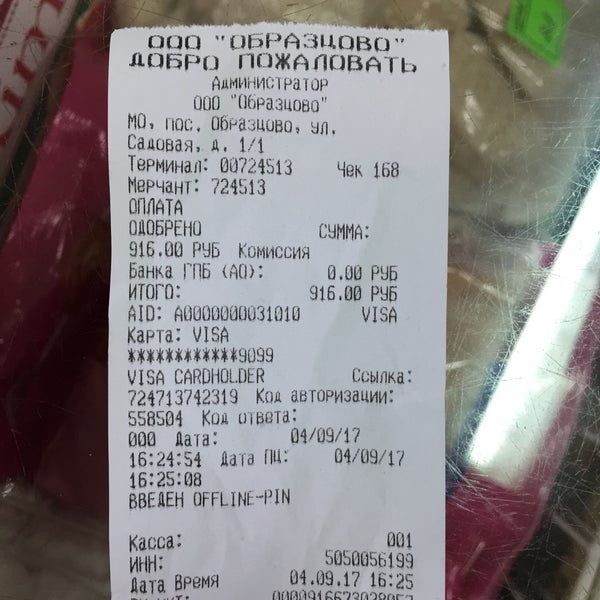 ООО "ОБРАЗЦОВО"
ДОБРО ПОЖАЛОВАТЬ
Администратор
ООО "Образцово"
МО, пос. Образцово, ул.
Садовая, д. 1/1
Терминал: 00724513 Чек 168
Мерчант: 724513
ОПЛАТА
ОДОБРЕНО СУММА:
916.00 РУБ Комиссия
Банка ГПБ (АО): 0.00 РУБ
ИТОГО: 916.00 РУБ
AID: A0000000031010 VISA
Карта: VISA
************9099
VISA CARDHOLDER Ссылка:
724713742319 Код авторизации:
558504 Код ответа:
000 Дата: 04/09/17
16:24:54 Дата ПЦ: 04/09/17
16:25:08
ВВЕДЕН OFFLINE-PIN
Касса: 001
ИНН: 5050056199
Дата Время 04.09.17 16:25